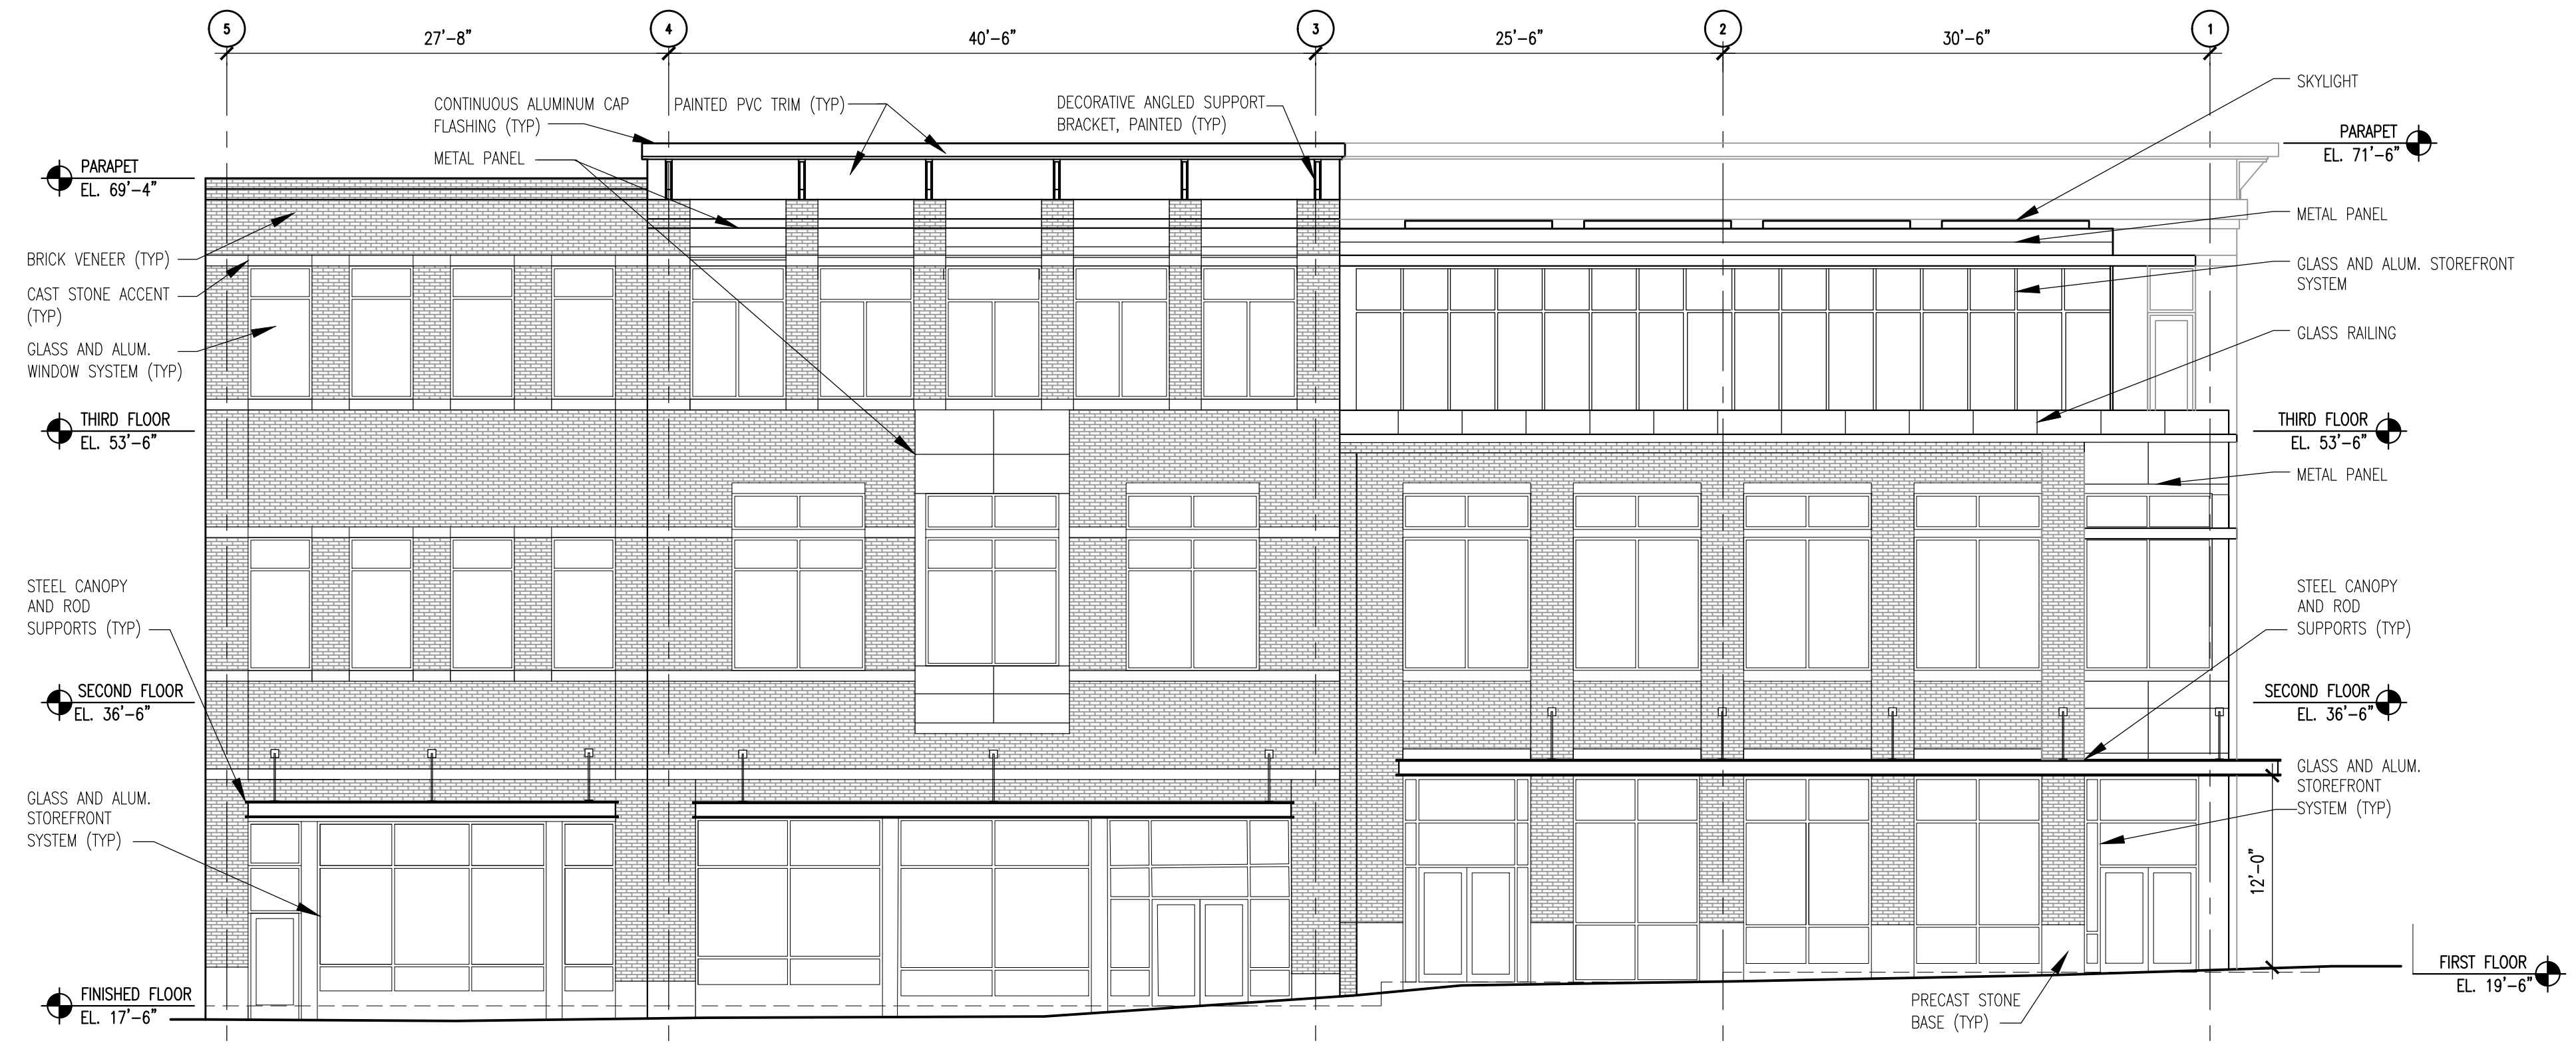 5
4
3
2
1
27'-8"
40'-6"
25'-6"
30'-6"
CONTINUOUS ALUMINUM CAP
FLASHING (TYP)
PAINTED PVC TRIM (TYP)
DECORATIVE ANGLED SUPPORT
BRACKET, PAINTED (TYP)
METAL PANEL
PARAPET
EL. 69'-4"
BRICK VENEER (TYP)
CAST STONE ACCENT
(TYP)
GLASS AND ALUM.
WINDOW SYSTEM (TYP)
THIRD FLOOR
EL. 53'-6"
STEEL CANOPY
AND ROD
SUPPORTS (TYP)
SECOND FLOOR
EL. 36'-6"
GLASS AND ALUM.
STOREFRONT
SYSTEM (TYP)
FINISHED FLOOR
EL. 17'-6"
SKYLIGHT
PARAPET
EL. 71'-6"
METAL PANEL
GLASS AND ALUM. STOREFRONT
SYSTEM
GLASS RAILING
THIRD FLOOR
EL. 53'-6"
METAL PANEL
STEEL CANOPY
AND ROD
SUPPORTS (TYP)
SECOND FLOOR
EL. 36'-6"
GLASS AND ALUM.
STOREFRONT
SYSTEM (TYP)
12'-0"
FIRST FLOOR
EL. 19'-6"
PRECAST STONE
BASE (TYP)